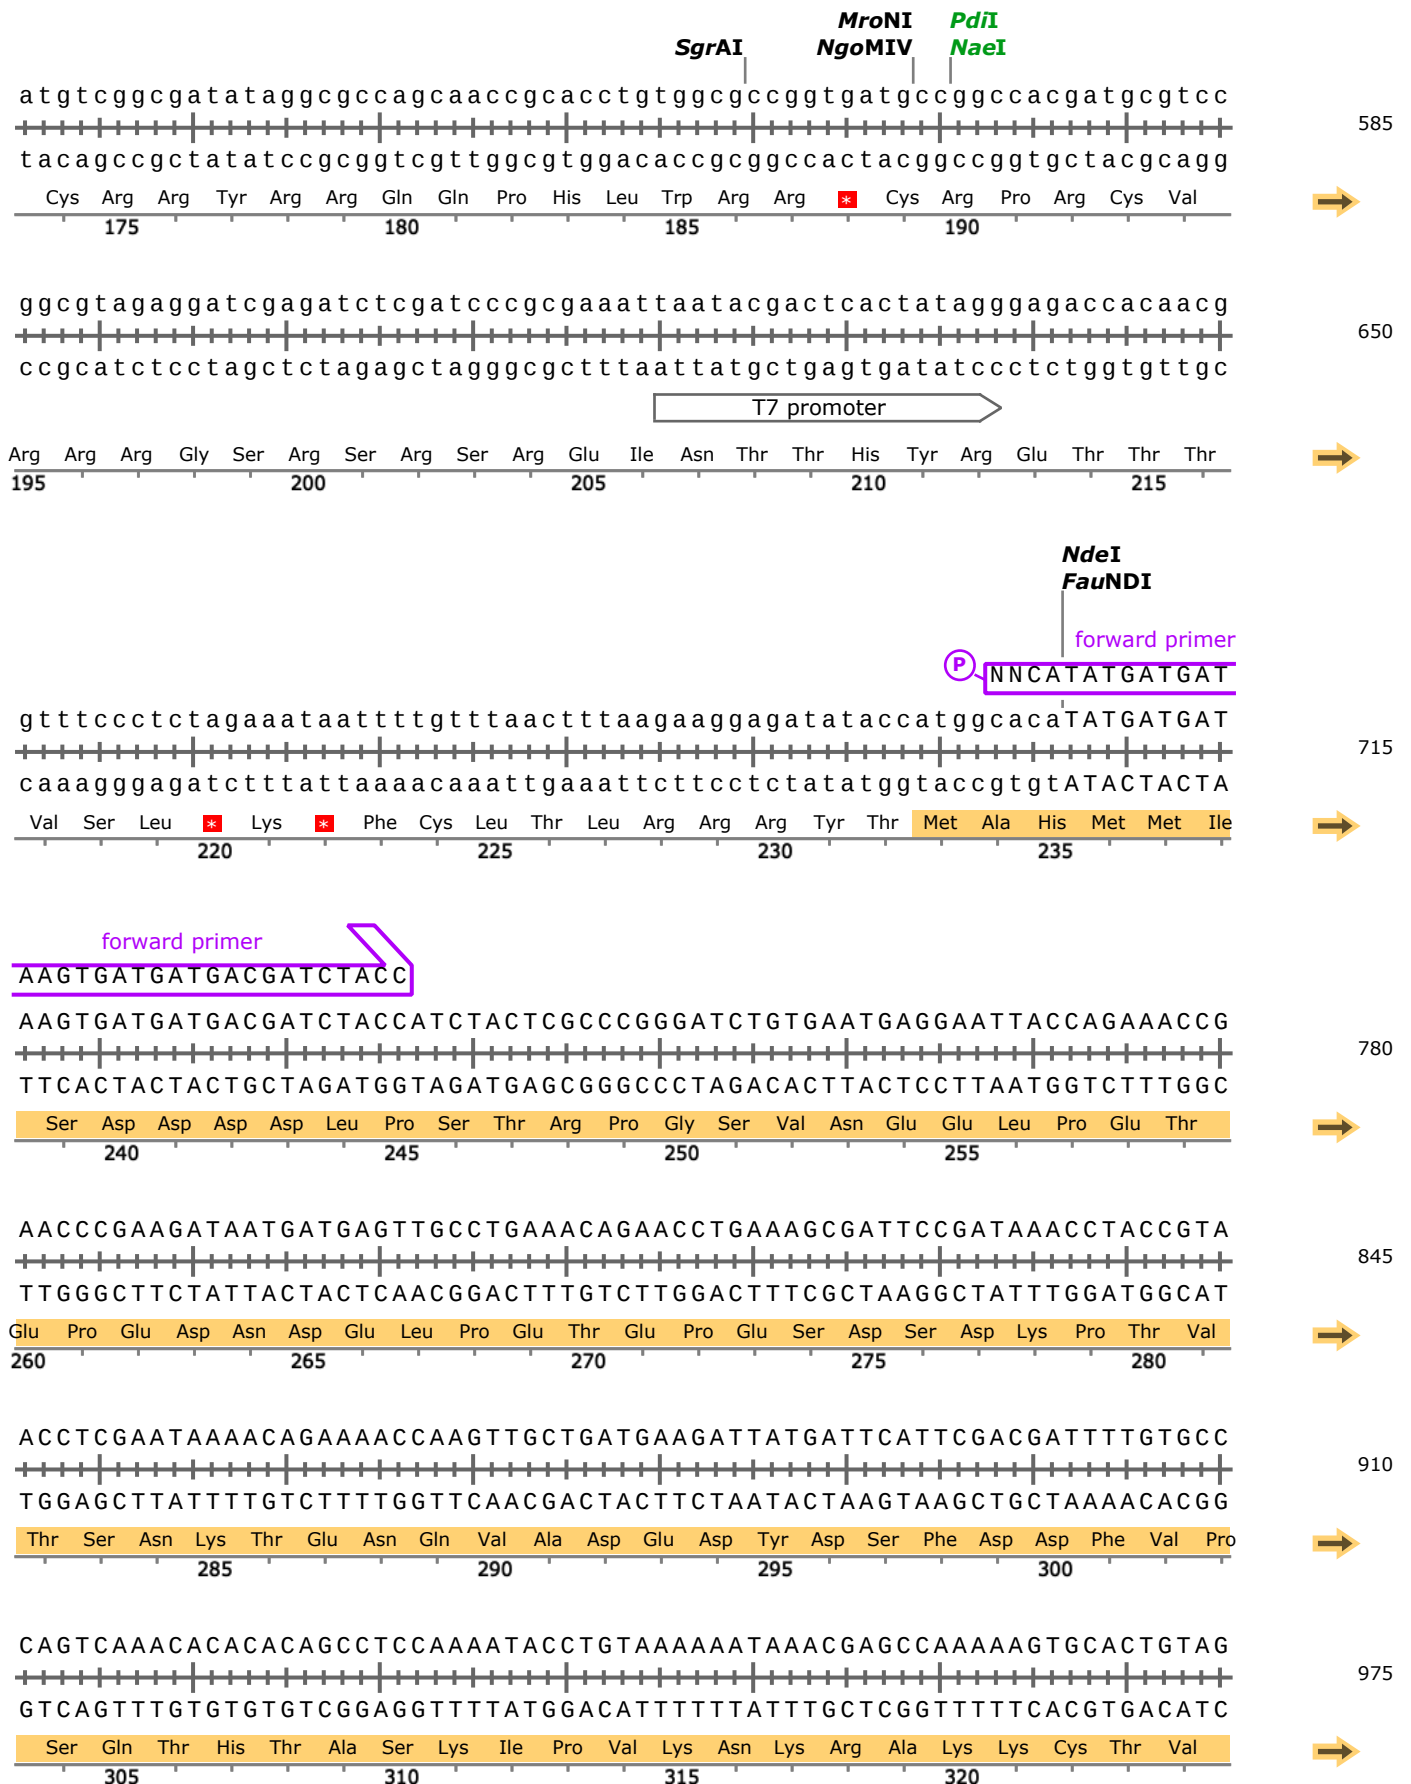 MroNI PdiI
SgrAI NgoMIV NaeI
atgtcggcgatataggcgccagcaaccgcacctgtggcgccggtgatgccggccacgatgcgtcc
585
tacagccgctatatccgcggtcgttggcgtggacaccgcggccactacggccggtgctacgcagg
Cys Arg Arg Tyr Arg Arg Gln Gln Pro His Leu Trp Arg Arg * Cys Arg Pro Arg Cys Val
175 180 185 190
ggcgtagaggatcgagatctcgatcccgcgaaattaatacgactcactatagggagaccacaacg
650
ccgcatctcctagctctagagctagggcgctttaattatgctgagtgatatccctctggtgttgc
T7 promoter
Arg Arg Arg Gly Ser Arg Ser Arg Ser Arg Glu Ile Asn Thr Thr His Tyr Arg Glu Thr Thr Thr
195 200 205 210 215
NdeI
FauNDI
forward primer
P NNCATATGATGAT
gtttccctctagaaataattttgtttaactttaagaaggagatataccatggcacaTATGATGAT
715
caaagggagatctttattaaaacaaattgaaattcttcctctatatggtaccgtgtATACTACTA
Val Ser Leu * Lys * Phe Cys Leu Thr Leu Arg Arg Arg Tyr Thr Met Ala His Met Met Ile
220 225 230 235
forward primer
AAGTGATGATGACGATCTACC
AAGTGATGATGACGATCTACCATCTACTCGCCCGGGATCTGTGAATGAGGAATTACCAGAAACCG
780
TTCACTACTACTGCTAGATGGTAGATGAGCGGGCCCTAGACACTTACTCCTTAATGGTCTTTGGC
Ser Asp Asp Asp Asp Leu Pro Ser Thr Arg Pro Gly Ser Val Asn Glu Glu Leu Pro Glu Thr
240 245 250 255
AACCCGAAGATAATGATGAGTTGCCTGAAACAGAACCTGAAAGCGATTCCGATAAACCTACCGTA
845
TTGGGCTTCTATTACTACTCAACGGACTTTGTCTTGGACTTTCGCTAAGGCTATTTGGATGGCAT
Glu Pro Glu Asp Asn Asp Glu Leu Pro Glu Thr Glu Pro Glu Ser Asp Ser Asp Lys Pro Thr Val
260 265 270 275 280
ACCTCGAATAAAACAGAAAACCAAGTTGCTGATGAAGATTATGATTCATTCGACGATTTTGTGCC
910
TGGAGCTTATTTTGTCTTTTGGTTCAACGACTACTTCTAATACTAAGTAAGCTGCTAAAACACGG
Thr Ser Asn Lys Thr Glu Asn Gln Val Ala Asp Glu Asp Tyr Asp Ser Phe Asp Asp Phe Val Pro
285 290 295 300
CAGTCAAACACACACAGCCTCCAAAATACCTGTAAAAAATAAACGAGCCAAAAAGTGCACTGTAG
975
GTCAGTTTGTGTGTGTCGGAGGTTTTATGGACATTTTTTATTTGCTCGGTTTTTCACGTGACATC
Ser Gln Thr His Thr Ala Ser Lys Ile Pro Val Lys Asn Lys Arg Ala Lys Lys Cys Thr Val
305 310 315 320